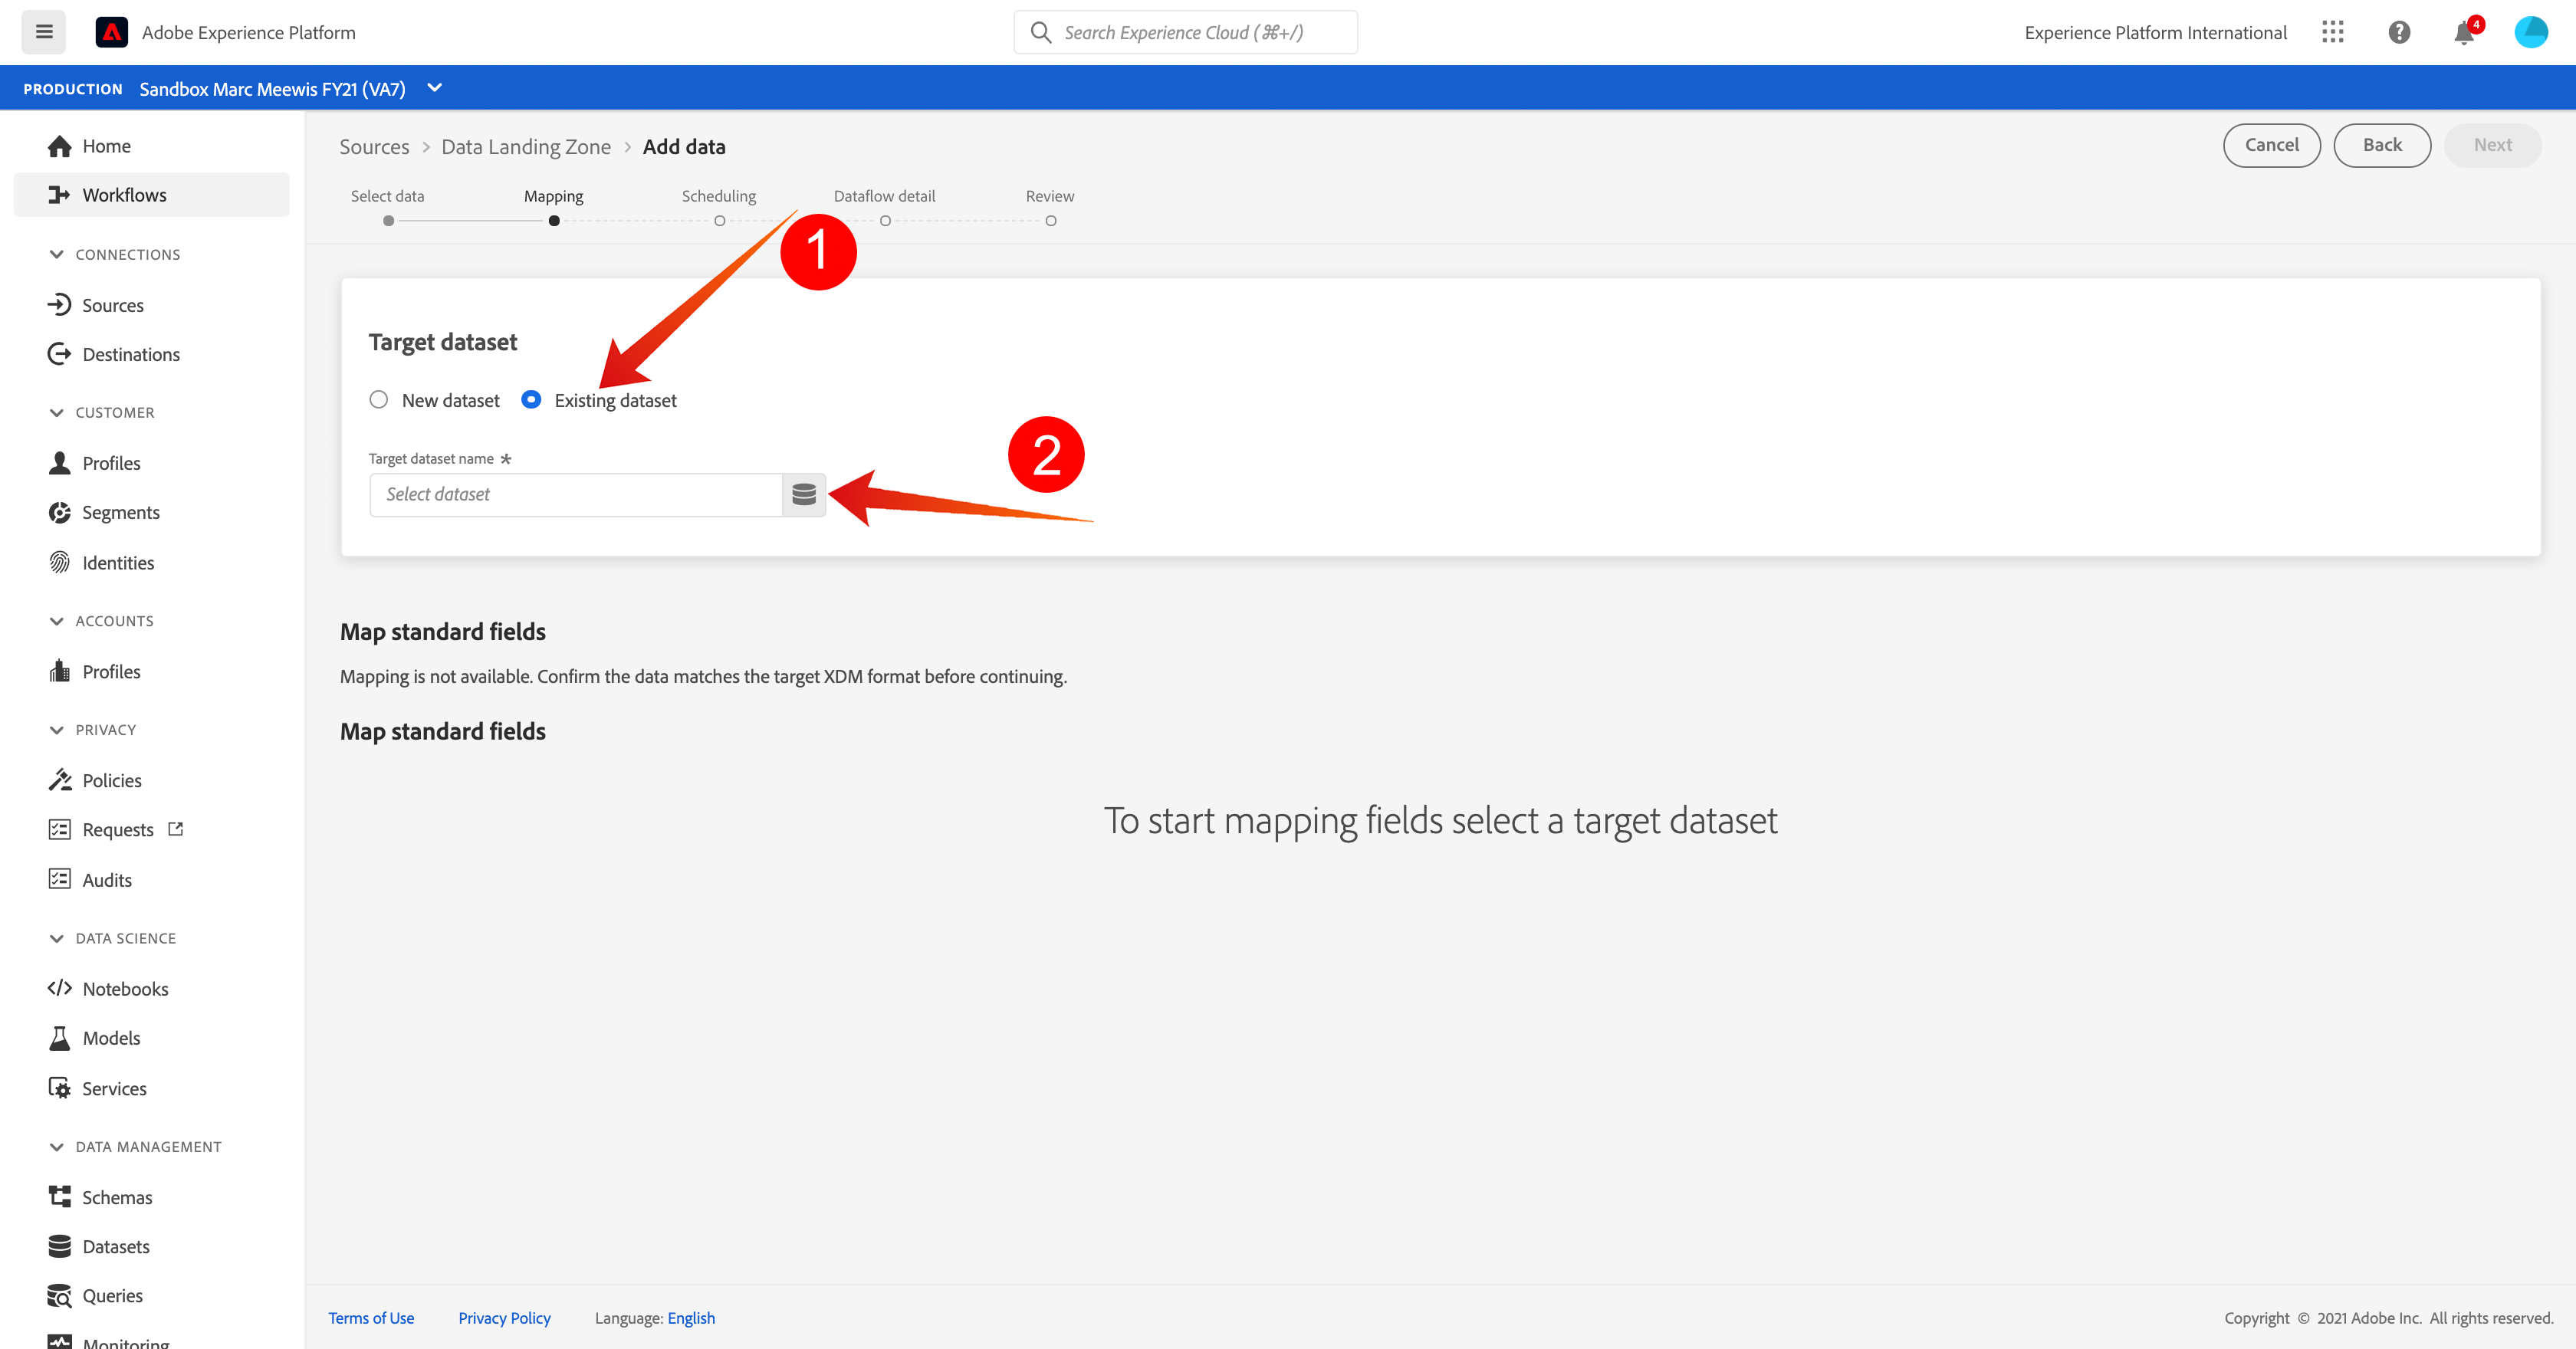 Adobe Experience Platform
Search Experience Cloud (⌘+/)
Experience Platform International
4
PRODUCTION Sandbox Marc Meewis FY21 (VA7)
Home
Workflows
CONNECTIONS
Sources
Destinations
CUSTOMER
Profiles
Segments
Identities
ACCOUNTS
Profiles
PRIVACY
Policies
Requests
Audits
DATA SCIENCE
Notebooks
Models
Services
DATA MANAGEMENT
Schemas
Datasets
Queries
Monitoring
Sources > Data Landing Zone > Add data
Cancel
Back
Next
Select data
Mapping
Scheduling
Dataflow detail
Review
1
Target dataset
New dataset
Existing dataset
2
Target dataset name *
Select dataset
Map standard fields
Mapping is not available. Confirm the data matches the target XDM format before continuing.
Map standard fields
To start mapping fields select a target dataset
Terms of Use
Privacy Policy
Language: English
Copyright © 2021 Adobe Inc. All rights reserved.